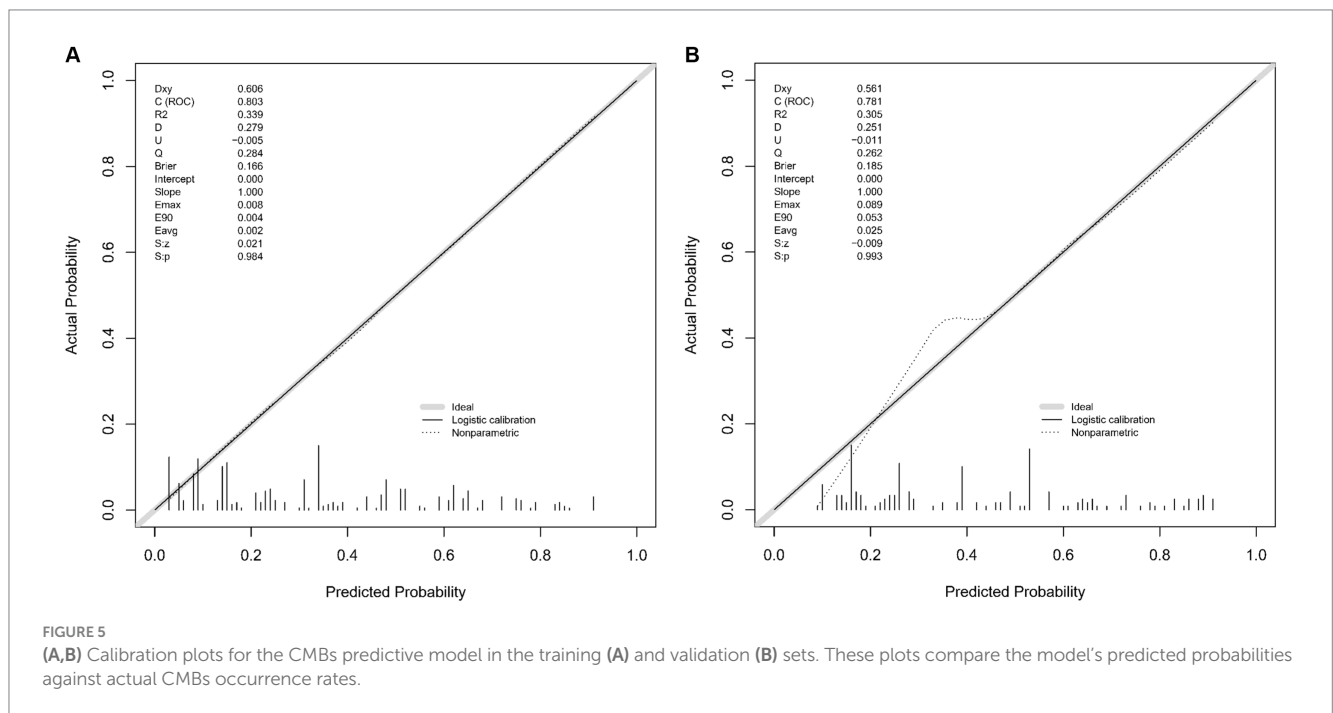 A
Dxy 0.606
C (ROC) 0.803
R2 0.339
D 0.279
U −0.005
Q 0.284
Brier 0.166
Intercept 0.000
Slope 1.000
Emax 0.008
E90 0.004
Eavg 0.002
S:z 0.021
S:p 0.984
Actual Probability
1.0
0.8
0.6
0.4
0.2
0.0
Ideal
Logistic calibration
Nonparametric
0.0 0.2 0.4 0.6 0.8 1.0
Predicted Probability
B
Dxy 0.561
C (ROC) 0.781
R2 0.305
D 0.251
U −0.011
Q 0.262
Brier 0.185
Intercept 0.000
Slope 1.000
Emax 0.089
E90 0.053
Eavg 0.025
S:z −0.009
S:p 0.993
Actual Probability
1.0
0.8
0.6
0.4
0.2
0.0
Ideal
Logistic calibration
Nonparametric
0.0 0.2 0.4 0.6 0.8 1.0
Predicted Probability
FIGURE 5
(A,B) Calibration plots for the CMBs predictive model in the training (A) and validation (B) sets. These plots compare the model’s predicted probabilities
against actual CMBs occurrence rates.